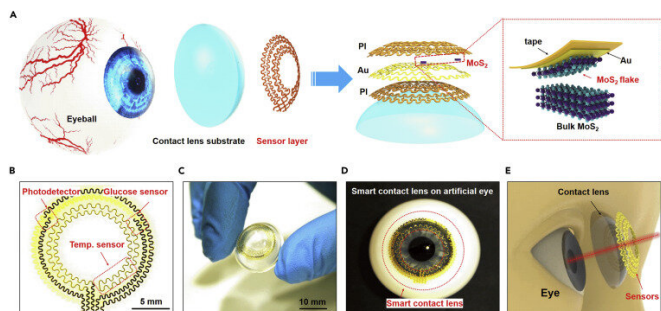 A
Eyeball
Contact lens substrate
Sensor layer
PI
Au
PI
MoS₂
tape
Au
MoS₂ flake
Bulk MoS₂
B
Photodetector
Glucose sensor
Temp. sensor
5 mm
C
10 mm
D
Smart contact lens on artificial eye
Smart contact lens
E
Contact lens
Eye
Sensors